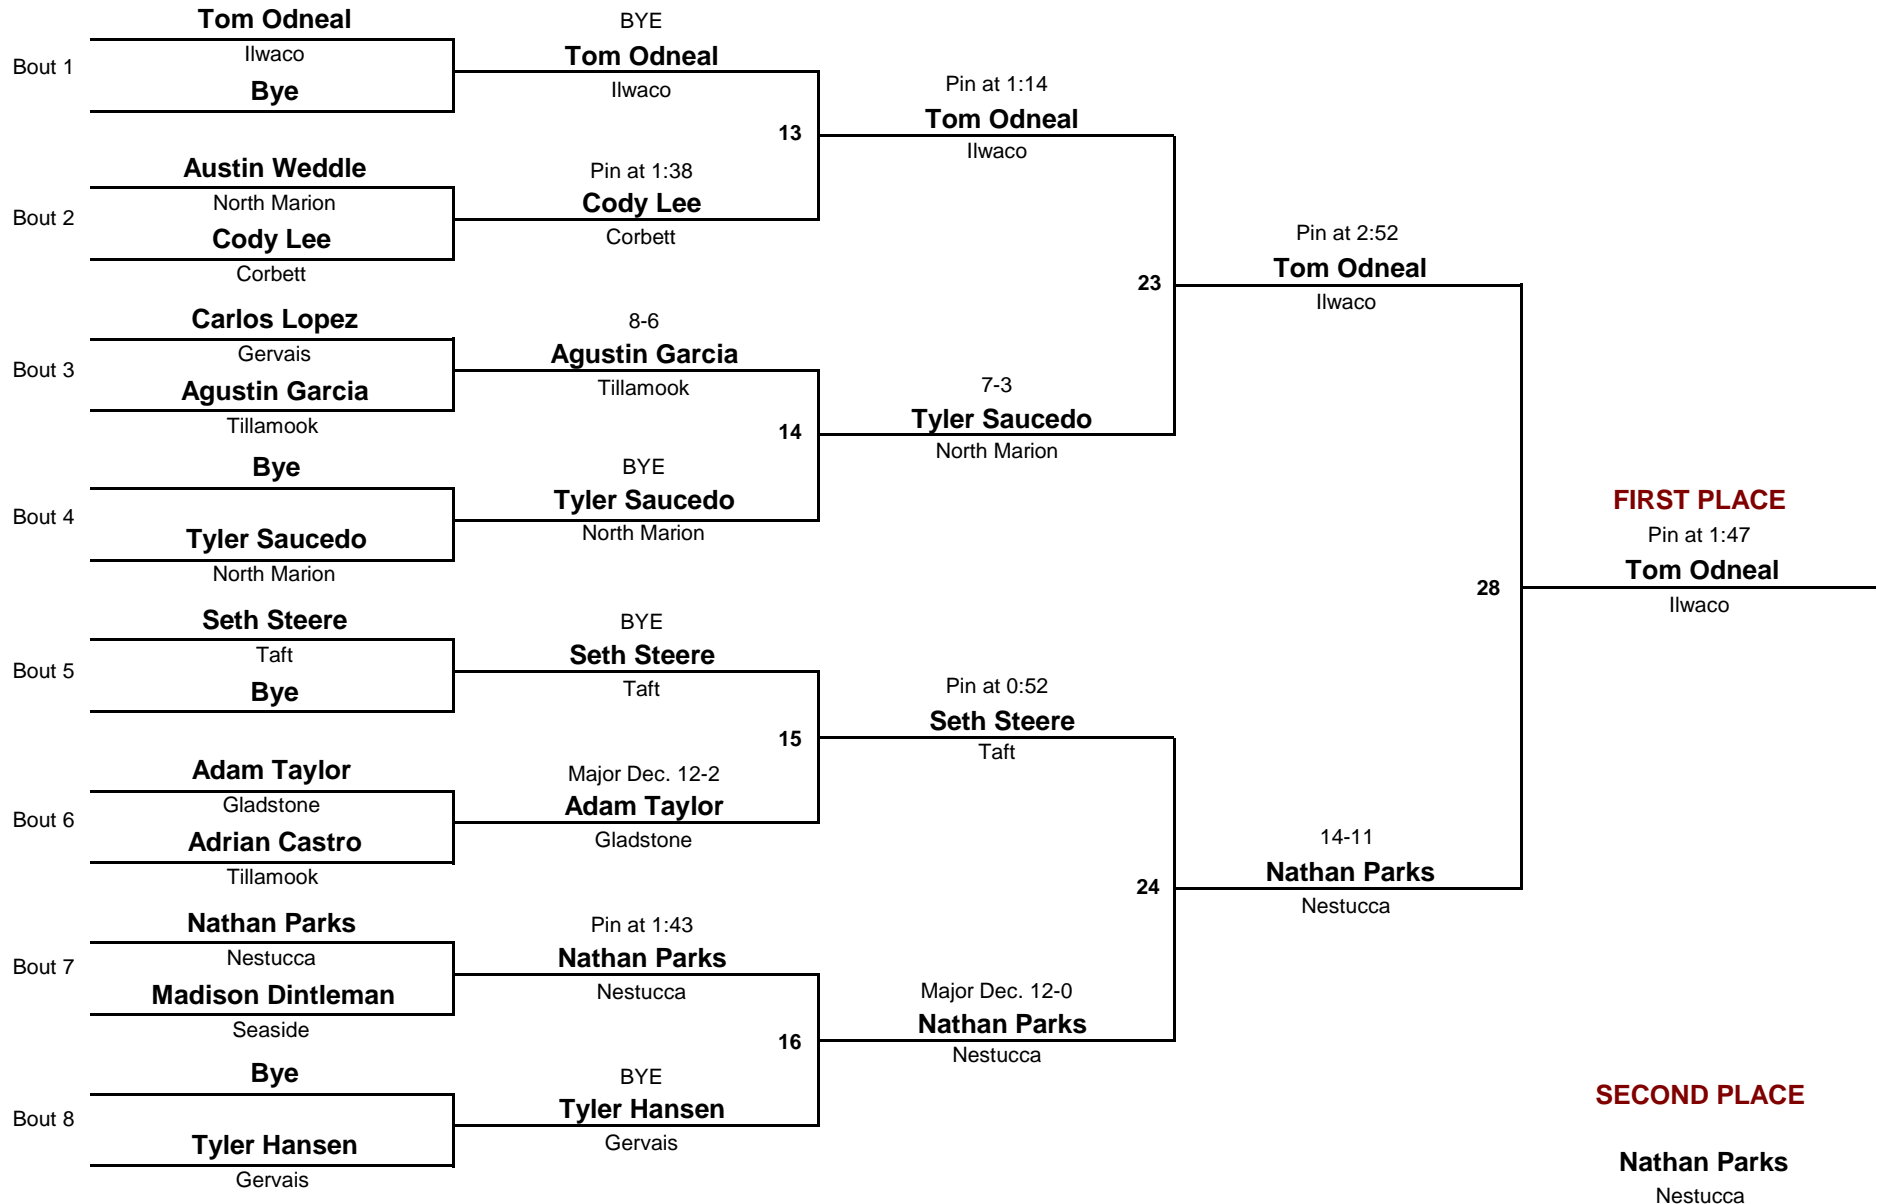 Tom Odneal
Bout 1
Ilwaco
Bye
Austin Weddle
Bout 2
North Marion
Cody Lee
Corbett
Carlos Lopez
Bout 3
Gervais
Agustin Garcia
Tillamook
Bye
Bout 4
Tyler Saucedo
North Marion
Seth Steere
Bout 5
Taft
Bye
Adam Taylor
Bout 6
Gladstone
Adrian Castro
Tillamook
Nathan Parks
Bout 7
Nestucca
Madison Dintleman
Seaside
Bye
Bout 8
Tyler Hansen
Gervais
BYE
Tom Odneal
Ilwaco
13
Pin at 1:38
Cody Lee
Corbett
8-6
Agustin Garcia
Tillamook
14
BYE
Tyler Saucedo
North Marion
BYE
Seth Steere
Taft
15
Major Dec. 12-2
Adam Taylor
Gladstone
Pin at 1:43
Nathan Parks
Nestucca
16
BYE
Tyler Hansen
Gervais
Pin at 1:14
Tom Odneal
Ilwaco
23
7-3
Tyler Saucedo
North Marion
Pin at 0:52
Seth Steere
Taft
24
Major Dec. 12-0
Nathan Parks
Nestucca
Pin at 2:52
Tom Odneal
Ilwaco
28
14-11
Nathan Parks
Nestucca
FIRST PLACE
Pin at 1:47
Tom Odneal
Ilwaco
SECOND PLACE
Nathan Parks
Nestucca